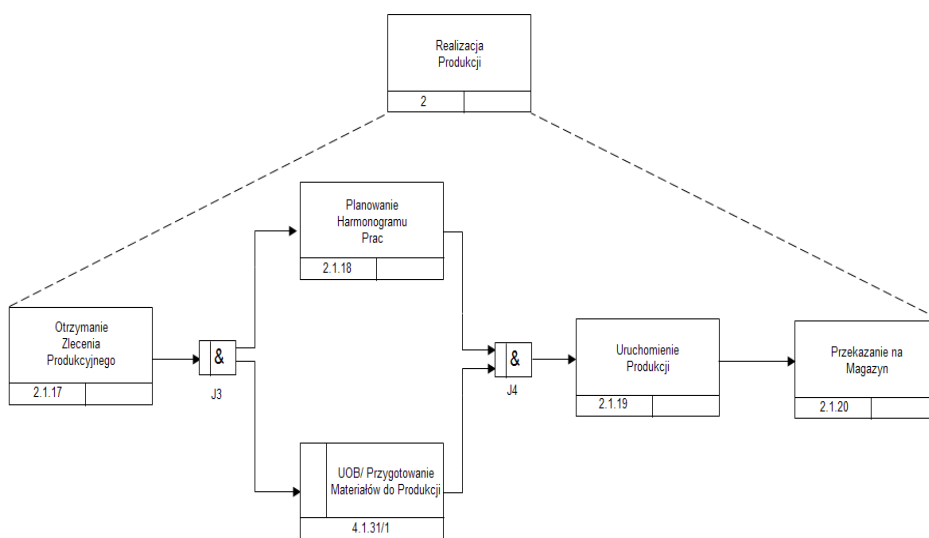 Realizacja
Produkcji
2
Planowanie
Harmonogramu
Prac
2.1.18
Otrzymanie
Zlecenia
Produkcyjnego
2.1.17
&
J3
&
J4
Uruchomienie
Produkcji
2.1.19
Przekazanie na
Magazyn
2.1.20
UOB/ Przygotowanie
Materiałów do Produkcji
4.1.31/1